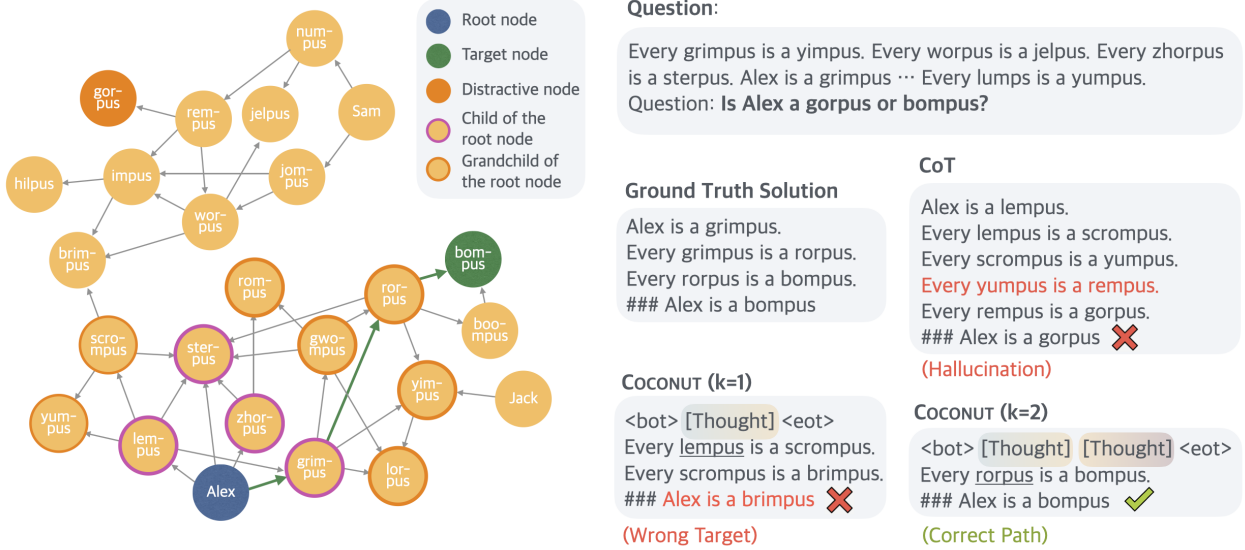 num-
pus
gor-
pus
rem-
pus
jelpus
Sam
hilpus
impus
jom-
pus
wor-
pus
brim-
pus
bom-
pus
rom-
pus
ror-
pus
boo-
mpus
scro-
mpus
ster-
pus
gwo-
mpus
yim-
pus
Jack
yum-
pus
lem-
pus
zhor-
pus
grim-
pus
lor-
pus
Alex
Root node
Target node
Distractive node
Child of the
root node
Grandchild of
the root node
Question:
Every grimpus is a yimpus. Every worpus is a jelpus. Every zhorpus
is a sterpus. Alex is a grimpus ··· Every lumps is a yumpus.
Question: Is Alex a gorpus or bompus?
Ground Truth Solution
Alex is a grimpus.
Every grimpus is a rorpus.
Every rorpus is a bompus.
### Alex is a bompus
CoT
Alex is a lempus.
Every lempus is a scrompus.
Every scrompus is a yumpus.
Every yumpus is a rempus.
Every rempus is a gorpus.
### Alex is a gorpus
(Hallucination)
COCONUT (k=1)
<bot> [Thought] <eot>
Every lempus is a scrompus.
Every scrompus is a brimpus.
### Alex is a brimpus
(Wrong Target)
COCONUT (k=2)
<bot> [Thought] [Thought] <eot>
Every rorpus is a bompus.
### Alex is a bompus
(Correct Path)